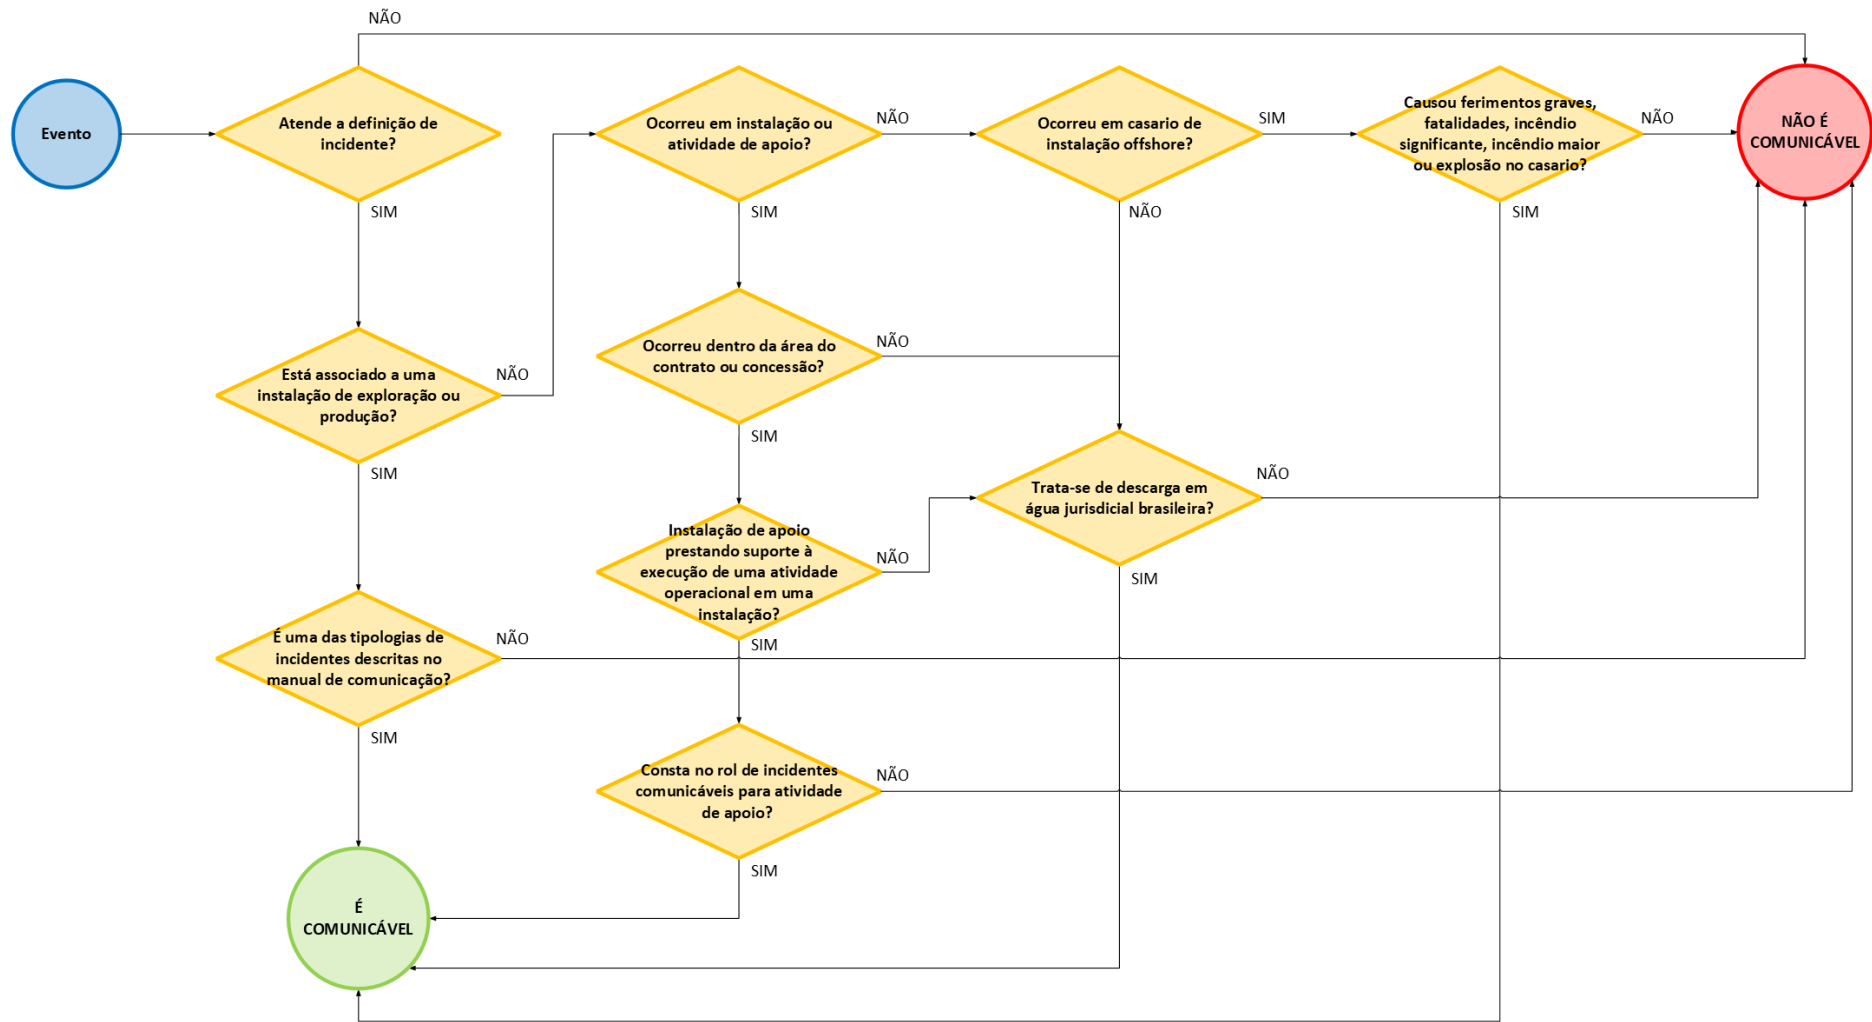 NÃO
Evento
Atende a definição de
incidente?
SIM
Ocorreu em instalação ou
atividade de apoio?
NÃO
SIM
Ocorreu em casario de
instalação offshore?
SIM
NÃO
Causou ferimentos graves,
fatalidades, incêndio
significante, incêndio maior
ou explosão no casario?
NÃO
SIM
NÃO É
COMUNICÁVEL
Está associado a uma
instalação de exploração ou
produção?
NÃO
SIM
Ocorreu dentro da área do
contrato ou concessão?
NÃO
SIM
Instalação de apoio
prestando suporte à
execução de uma atividade
operacional em uma
instalação?
NÃO
SIM
Trata-se de descarga em
água jurisdicial brasileira?
NÃO
SIM
É uma das tipologias de
incidentes descritas no
manual de comunicação?
NÃO
SIM
Consta no rol de incidentes
comunicáveis para atividade
de apoio?
NÃO
SIM
É
COMUNICÁVEL